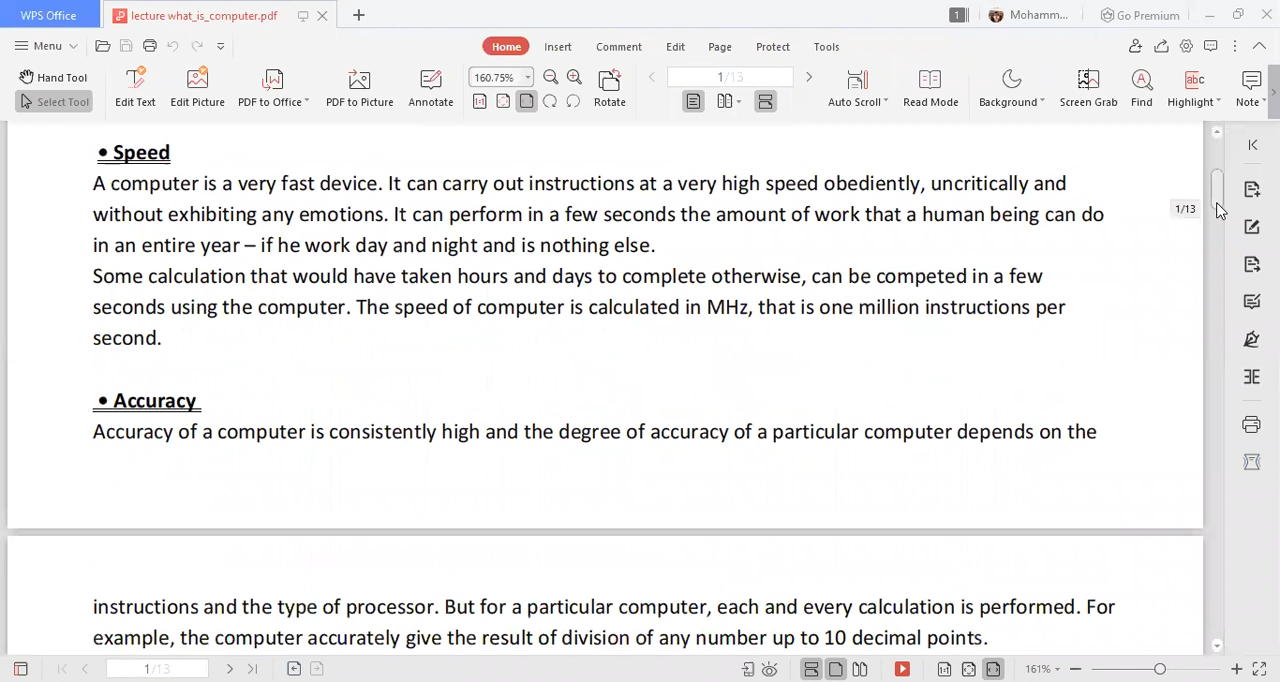 WPS Office
lecture what_is_computer.pdf
1
Mohamm...
Go Premium
Menu
Home
Insert
Comment
Edit
Page
Protect
Tools
Hand Tool
Select Tool
Edit Text
Edit Picture
PDF to Office
PDF to Picture
Annotate
160.75%
Rotate
1/13
Auto Scroll
Read Mode
Background
Screen Grab
Find
abc
Highlight
Note
• Speed
A computer is a very fast device. It can carry out instructions at a very high speed obediently, uncritically and
without exhibiting any emotions. It can perform in a few seconds the amount of work that a human being can do
in an entire year – if he work day and night and is nothing else.
Some calculation that would have taken hours and days to complete otherwise, can be competed in a few
seconds using the computer. The speed of computer is calculated in MHz, that is one million instructions per
second.
1/13
• Accuracy
Accuracy of a computer is consistently high and the degree of accuracy of a particular computer depends on the
instructions and the type of processor. But for a particular computer, each and every calculation is performed. For
example, the computer accurately give the result of division of any number up to 10 decimal points.
1/13
161%